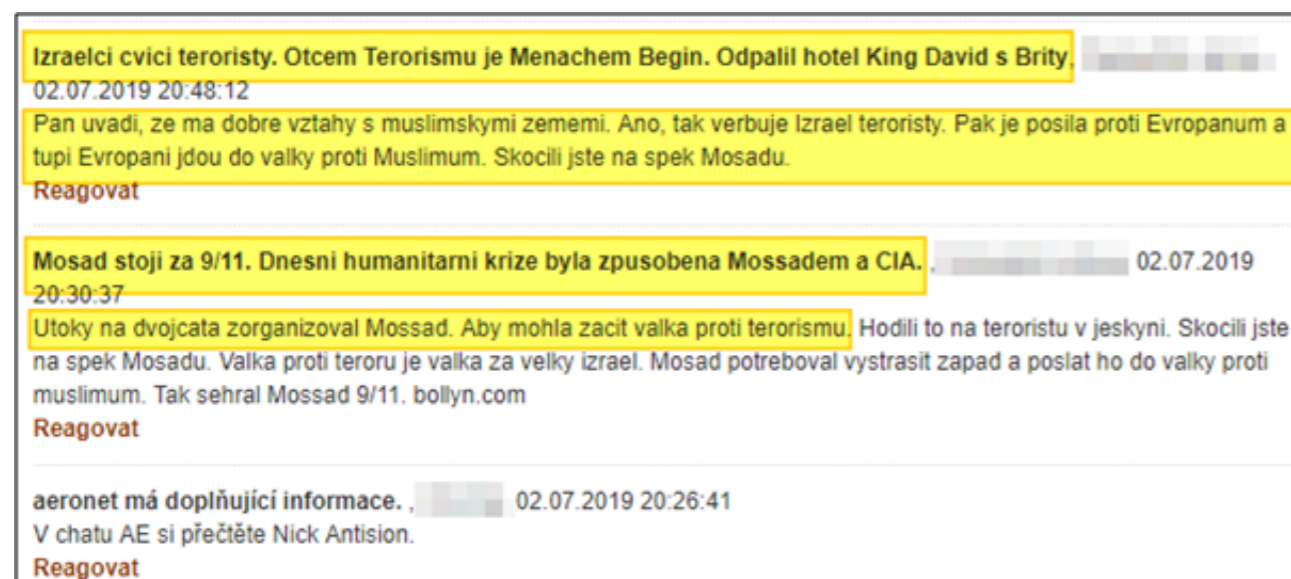 Izraelci cvici teroristy. Otcem Terorismu je Menachem Begin. Odpalil hotel King David s Brity,
02.07.2019 20:48:12
Pan uvadi, ze ma dobre vztahy s muslimskymi zememi. Ano, tak verbuje Izrael teroristy. Pak je posila proti Evropanum a
tupi Evropani jdou do valky proti Muslimum. Skocili jste na spek Mosadu.
Reagovat
Mosad stoji za 9/11. Dnesni humanitarni krize byla zpusobena Mossadem a CIA. , 02.07.2019
20:30:37
Utoky na dvojcata zorganizoval Mossad. Aby mohla zacit valka proti terorismu. Hodili to na teroristu v jeskyni. Skocili jste
na spek Mosadu. Valka proti teroru je valka za velky izrael. Mosad potreboval vystrasit zapad a poslat ho do valky proti
muslimum. Tak sehral Mossad 9/11. bollyn.com
Reagovat
aeronet má doplňující informace. , 02.07.2019 20:26:41
V chatu AE si přečtěte Nick Antision.
Reagovat